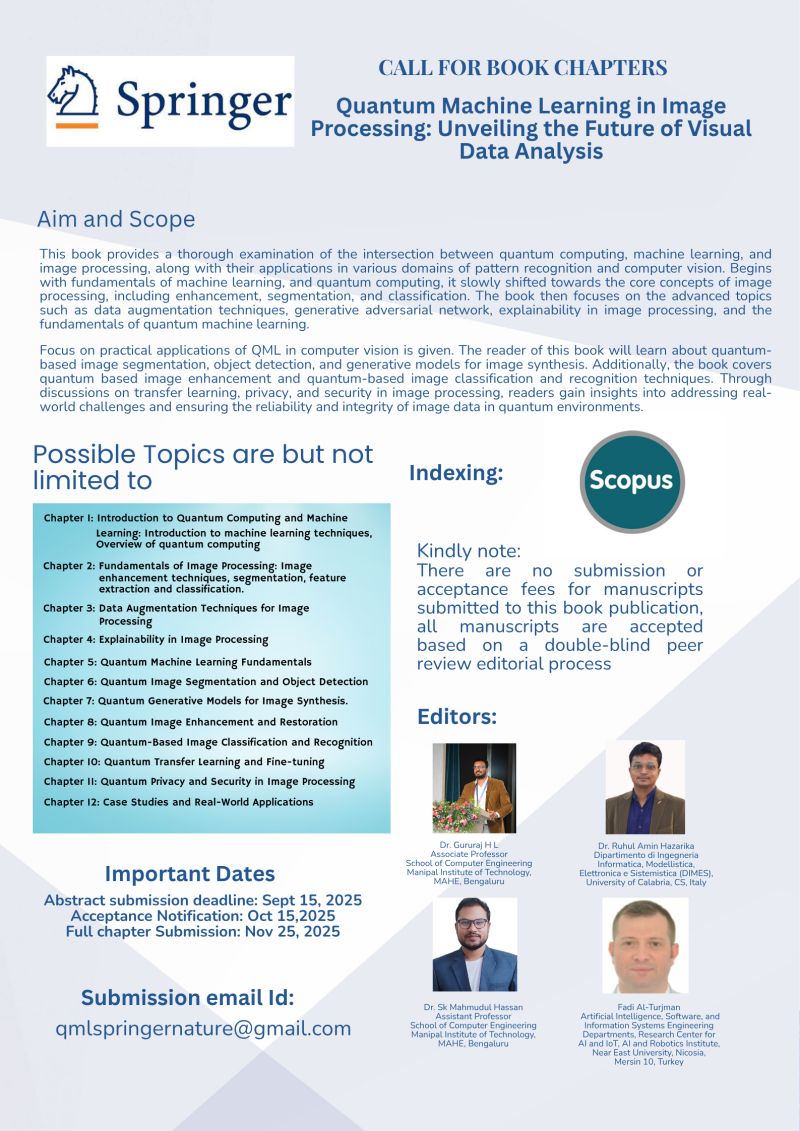 Springer
CALL FOR BOOK CHAPTERS
Quantum Machine Learning in Image
Processing: Unveiling the Future of Visual
Data Analysis
Aim and Scope
This book provides a thorough examination of the intersection between quantum computing, machine learning, and
image processing, along with their applications in various domains of pattern recognition and computer vision. Begins
with fundamentals of machine learning, and quantum computing, it slowly shifted towards the core concepts of image
processing, including enhancement, segmentation, and classification. The book then focuses on the advanced topics
such as data augmentation techniques, generative adversarial network, explainability in image processing, and the
fundamentals of quantum machine learning.
Focus on practical applications of QML in computer vision is given. The reader of this book will learn about quantum-
based image segmentation, object detection, and generative models for image synthesis. Additionally, the book covers
quantum based image enhancement and quantum-based image classification and recognition techniques. Through
discussions on transfer learning, privacy, and security in image processing, readers gain insights into addressing real-
world challenges and ensuring the reliability and integrity of image data in quantum environments.
Possible Topics are but not
limited to
Chapter 1: Introduction to Quantum Computing and Machine
Learning: Introduction to machine learning techniques,
Overview of quantum computing
Chapter 2: Fundamentals of Image Processing: Image
enhancement techniques, segmentation, feature
extraction and classification.
Chapter 3: Data Augmentation Techniques for Image
Processing
Chapter 4: Explainability in Image Processing
Chapter 5: Quantum Machine Learning Fundamentals
Chapter 6: Quantum Image Segmentation and Object Detection
Chapter 7: Quantum Generative Models for Image Synthesis.
Chapter 8: Quantum Image Enhancement and Restoration
Chapter 9: Quantum-Based Image Classification and Recognition
Chapter 10: Quantum Transfer Learning and Fine-tuning
Chapter 11: Quantum Privacy and Security in Image Processing
Chapter 12: Case Studies and Real-World Applications
Important Dates
Abstract submission deadline: Sept 15, 2025
Acceptance Notification: Oct 15,2025
Full chapter Submission: Nov 25, 2025
Submission email Id:
qmlspringernature@gmail.com
Indexing:
Scopus
Kindly note:
There are no submission or
acceptance fees for manuscripts
submitted to this book publication,
all manuscripts are accepted
based on a double-blind peer
review editorial process
Editors:
Dr. Gururaj H L
Associate Professor
School of Computer Engineering
Manipal Institute of Technology,
MAHE, Bengaluru
Dr. Ruhul Amin Hazarika
Dipartimento di Ingegneria
Informatica, Modellistica,
Elettronica e Sistemistica (DIMES),
University of Calabria, CS, Italy
Dr. Sk Mahmudul Hassan
Assistant Professor
School of Computer Engineering
Manipal Institute of Technology,
MAHE, Bengaluru
Fadi Al-Turjman
Artificial Intelligence, Software, and
Information Systems Engineering
Departments, Research Center for
AI and IoT, AI and Robotics Institute,
Near East University, Nicosia,
Mersin 10, Turkey